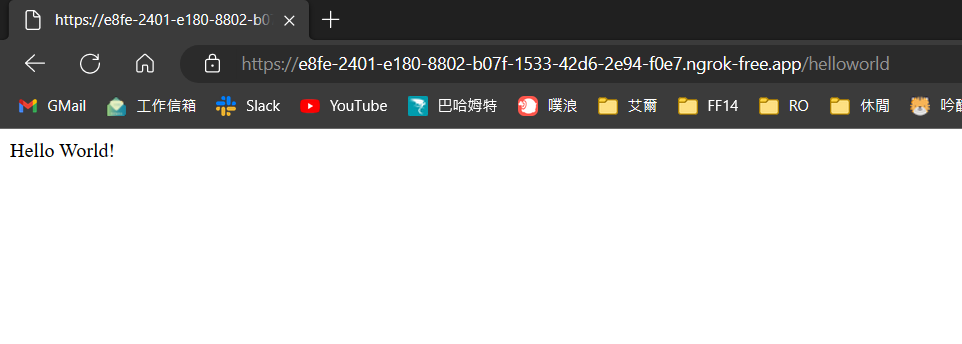 https://e8fe-2401-e180-8802-b0
https://e8fe-2401-e180-8802-b07f-1533-42d6-2e94-f0e7.ngrok-free.app/helloworld
GMail 工作信箱 Slack YouTube 巴哈姆特 噗浪 艾爾 FF14 RO 休閒
Hello World!